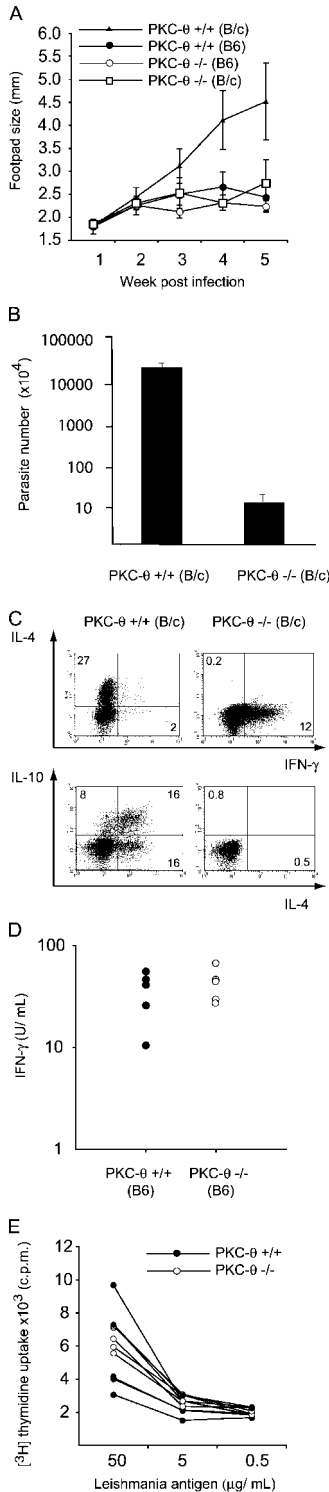 A
PKC-θ +/+ (B/c)
PKC-θ +/+ (B6)
PKC-θ -/- (B6)
PKC-θ -/- (B/c)
Footpad size (mm)
6.0
5.5
5.0
4.5
4.0
3.5
3.0
2.5
2.0
1.5
1 2 3 4 5
Week post infection
B
Parasite number (x10⁴)
100000
10000
1000
100
10
PKC-θ +/+ (B/c) PKC-θ -/- (B/c)
C
PKC-θ +/+ (B/c) PKC-θ -/- (B/c)
IL-4
27 0.2
2 12
IFN-γ
IL-10
8 16 0.8
16 0.5
IL-4
D
IFN-γ (U/ mL)
100
10
1
PKC-θ +/+ PKC-θ -/-
(B6) (B6)
E
PKC-θ +/+
PKC-θ -/-
[³H] thymidine uptake x10³ (c.p.m.)
12
10
8
6
4
2
50 5 0.5
Leishmania antigen (μg/ mL)